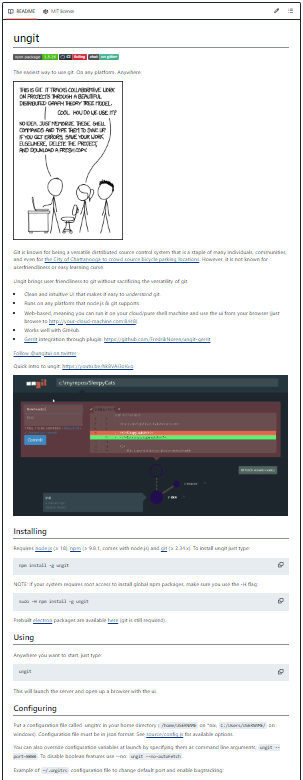 README
MIT license
ungit
npm package 1.5.28 CI failing chat on gitter
The easiest way to use git. On any platform. Anywhere.
THIS IS GIT. IT TRACKS COLLABORATIVE WORK
ON PROJECTS THROUGH A BEAUTIFUL
DISTRIBUTED GRAPH THEORY TREE MODEL.
COOL. HOW DO WE USE IT?
NO IDEA. JUST MEMORIZE THESE SHELL
COMMANDS AND TYPE THEM TO SYNC UP.
IF YOU GET ERRORS, SAVE YOUR WORK
ELSEWHERE, DELETE THE PROJECT,
AND DOWNLOAD A FRESH COPY.
Git is known for being a versatile distributed source control system that is a staple of many individuals, communities,
and even for the City of Chattanooga to crowd source bicycle parking locations. However, it is not known for
userfriendliness or easy learning curve.
Ungit brings user friendliness to git without sacrificing the versatility of git.
Clean and intuitive UI that makes it easy to understand git.
Runs on any platform that node.js & git supports.
Web-based, meaning you can run it on your cloud/pure shell machine and use the ui from your browser (just
browse to http://your-cloud-machine.com:8448).
Works well with GitHub.
Gerrit integration through plugin: https://github.com/FredrikNoren/ungit-gerrit
Follow @ungitui on twitter
Quick intro to ungit:
ungit
c:\myrepos\SleepyCats
Commit
Installing
Requires node.js (≥ 18), npm (≥ 9.8.1, comes with node.js) and git (≥ 2.34.x). To install ungit just type:
npm install -g ungit
NOTE: If your system requires root access to install global npm packages, make sure you use the -H flag:
sudo -H npm install -g ungit
Prebuilt electron packages are available here (git is still required).
Using
Anywhere you want to start, just type:
ungit
This will launch the server and open up a browser with the ui.
Configuring
Put a configuration file called .ungitrc in your home directory ( /home/USERNAME on *nix, C:/Users/USERNAME/ on
windows). Configuration file must be in json format. See source/config.js for available options.
You can also override configuration variables at launch by specifying them as command line arguments; ungit --
port=8080 . To disable boolean features use --no: ungit --no-autoFetch .
Example of ~/.ungitrc configuration file to change default port and enable bugtracking: